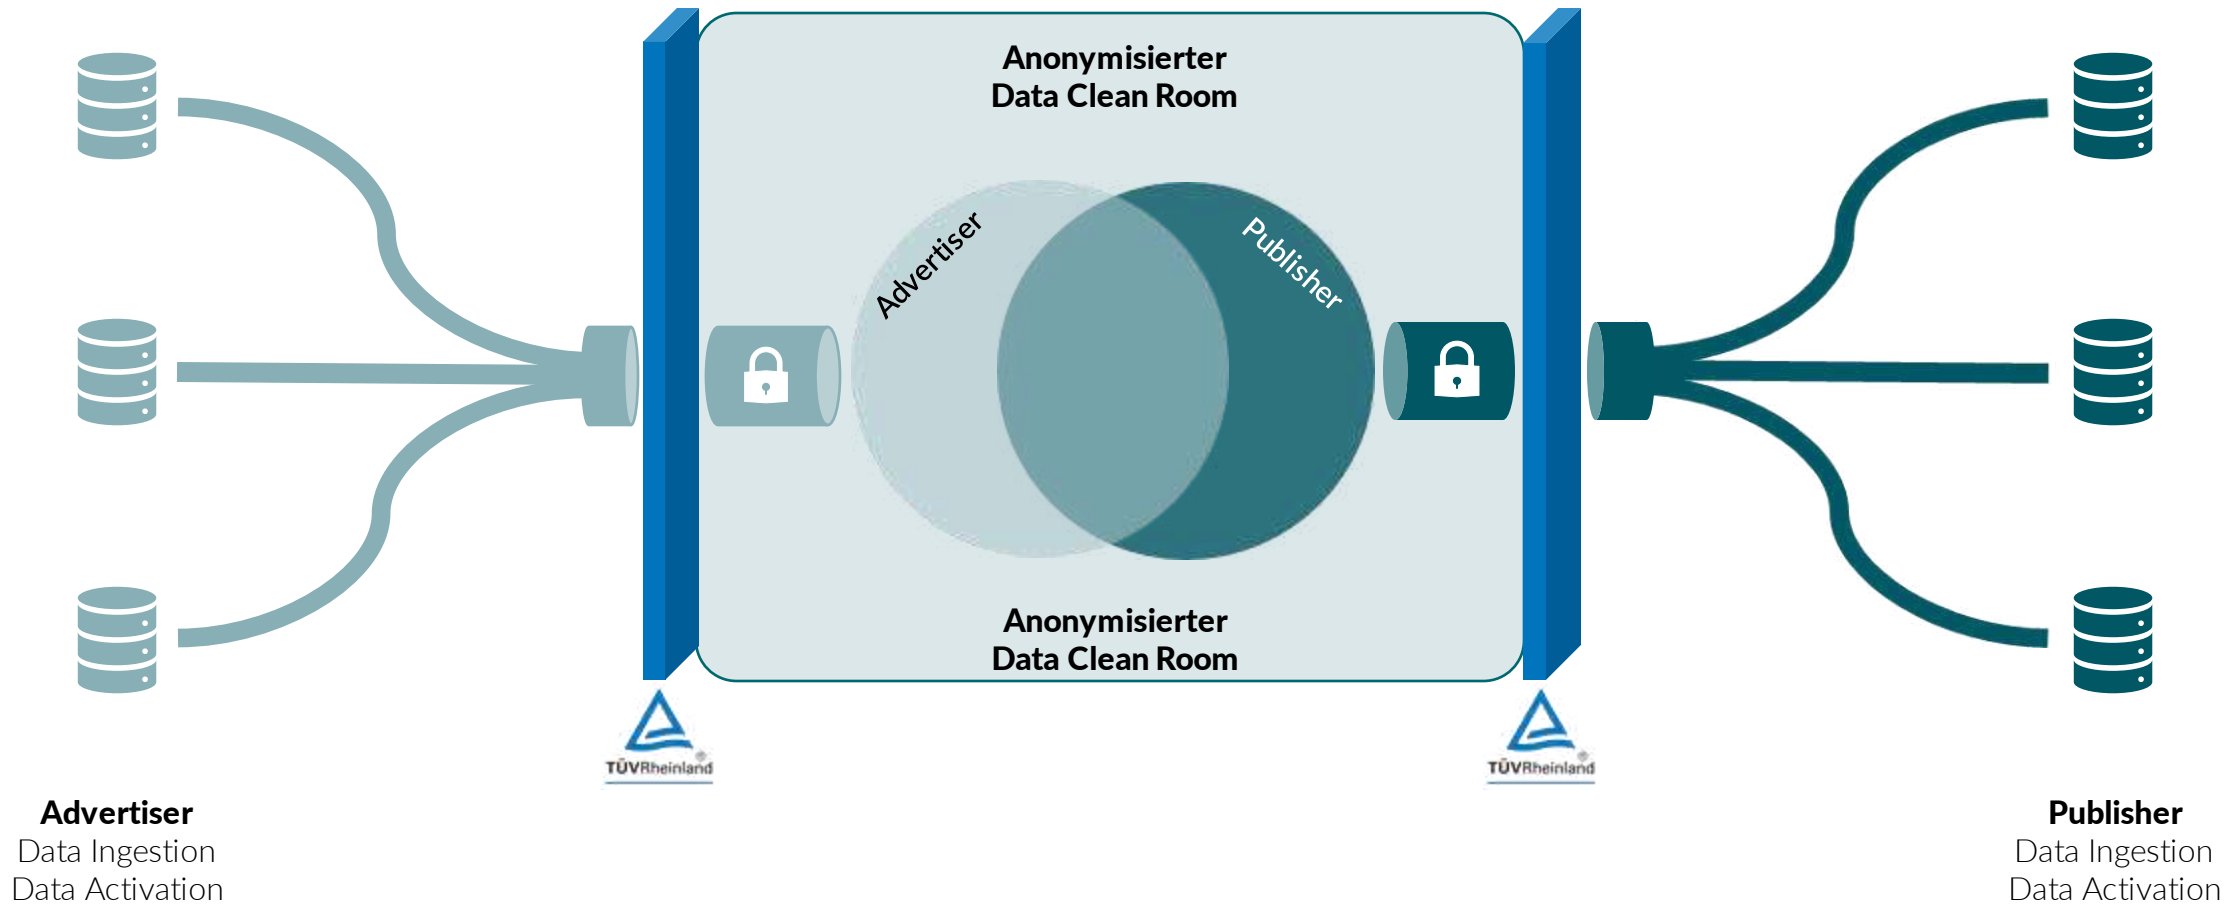 Anonymisierter
Data Clean Room
Advertiser
Publisher
Anonymisierter
Data Clean Room
®
TÜVRheinland
®
TÜVRheinland
Advertiser
Data Ingestion
Data Activation
Publisher
Data Ingestion
Data Activation